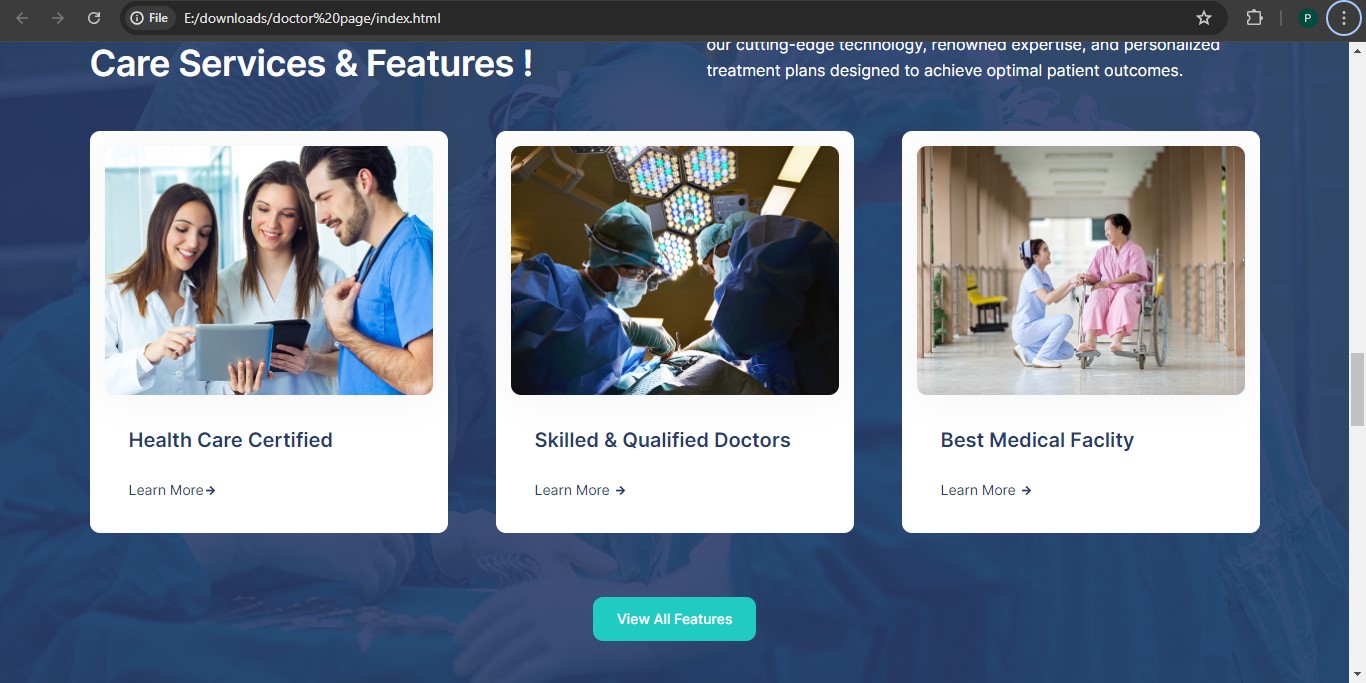 File
E:/downloads/doctor%20page/index.html
P
Care Services & Features !
our cutting-edge technology, renowned expertise, and personalized
treatment plans designed to achieve optimal patient outcomes.
Health Care Certified
Learn More →
Skilled & Qualified Doctors
Learn More →
Best Medical Faclity
Learn More →
View All Features